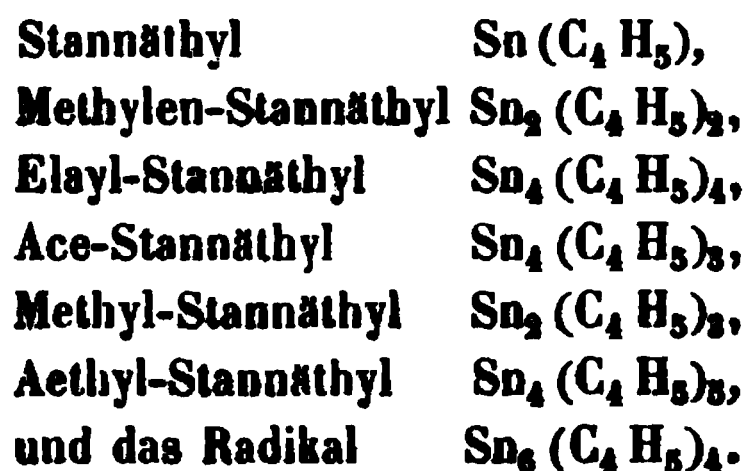 Stannäthyl Sn (C₄ H₅),
Methylen-Stannäthyl Sn₂ (C₄ H₅)₂,
Elayl-Stannäthyl Sn₄ (C₄ H₅)₄,
Ace-Stannäthyl Sn₄ (C₄ H₅)₃,
Methyl-Stannäthyl Sn₂ (C₄ H₅)₃,
Aethyl-Stannäthyl Sn₄ (C₄ H₅)₅,
und das Radikal Sn₆ (C₄ H₅)₄.